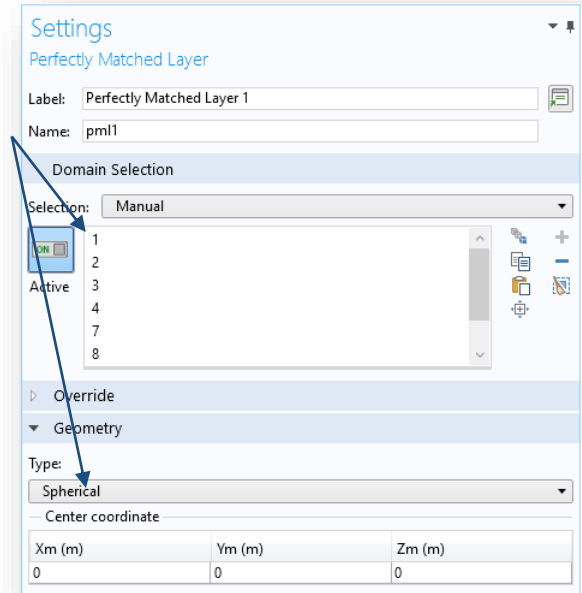 Settings
Perfectly Matched Layer
Label: Perfectly Matched Layer 1
Name: pml1
Domain Selection
Selection: Manual
ON
Active
1
2
3
4
7
8
Override
Geometry
Type:
Spherical
Center coordinate
Xm (m) Ym (m) Zm (m)
0 0 0